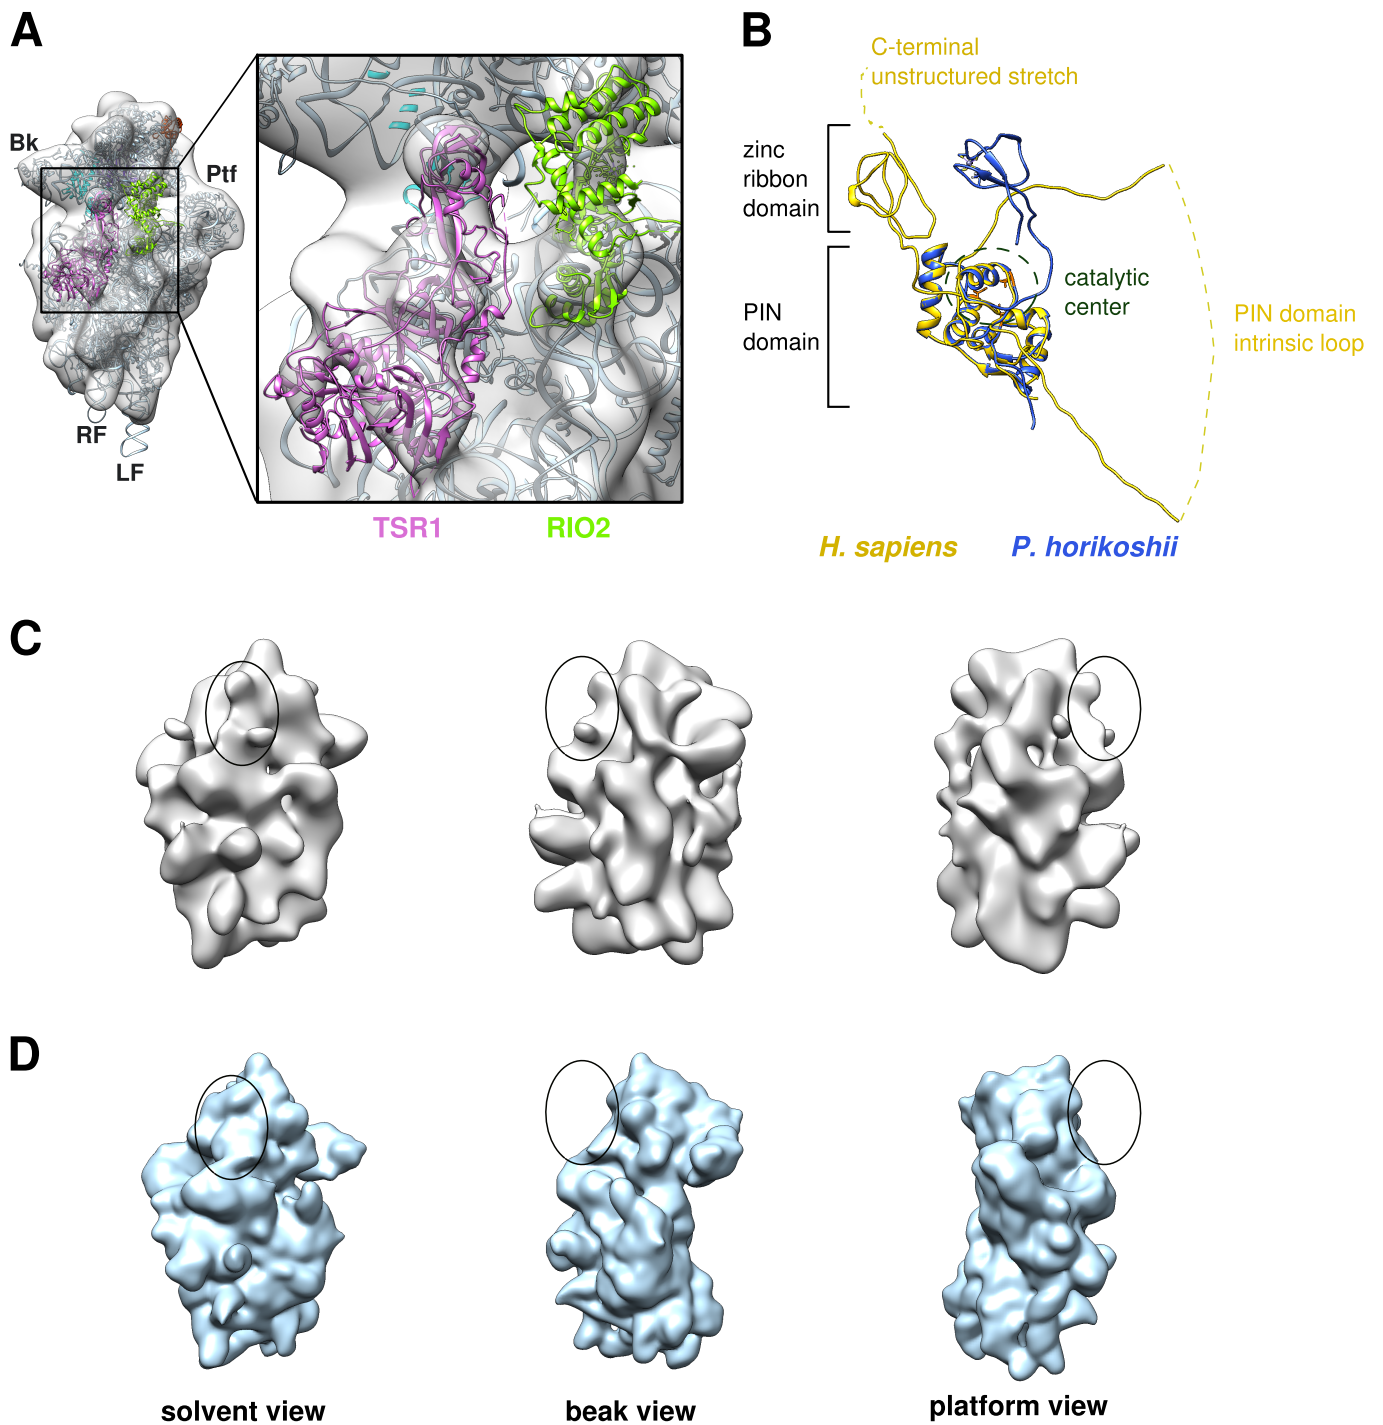 A
Bk
Ptf
RF
LF
TSR1
RIO2
B
C-terminal
unstructured stretch
zinc
ribbon
domain
PIN
domain
catalytic
center
PIN domain
intrinsic loop
H. sapiens
P. horikoshii
C
D
solvent view
beak view
platform view